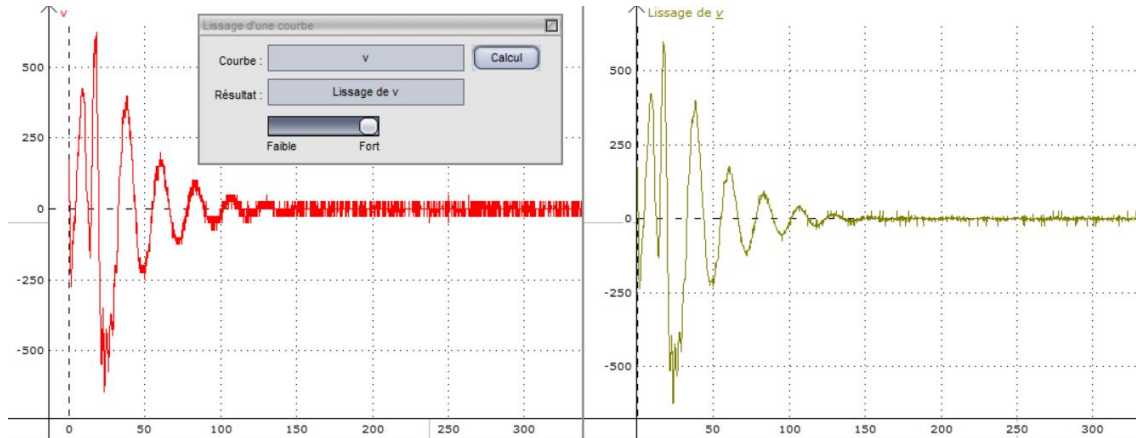 v
Lissage d'une courbe
Courbe : v Calcul
Résultat : Lissage de v
Faible Fort
500
250
0
-250
-500
0 50 100 150 200 250 300
Lissage de v
500
250
0
-250
-500
0 50 100 150 200 250 300